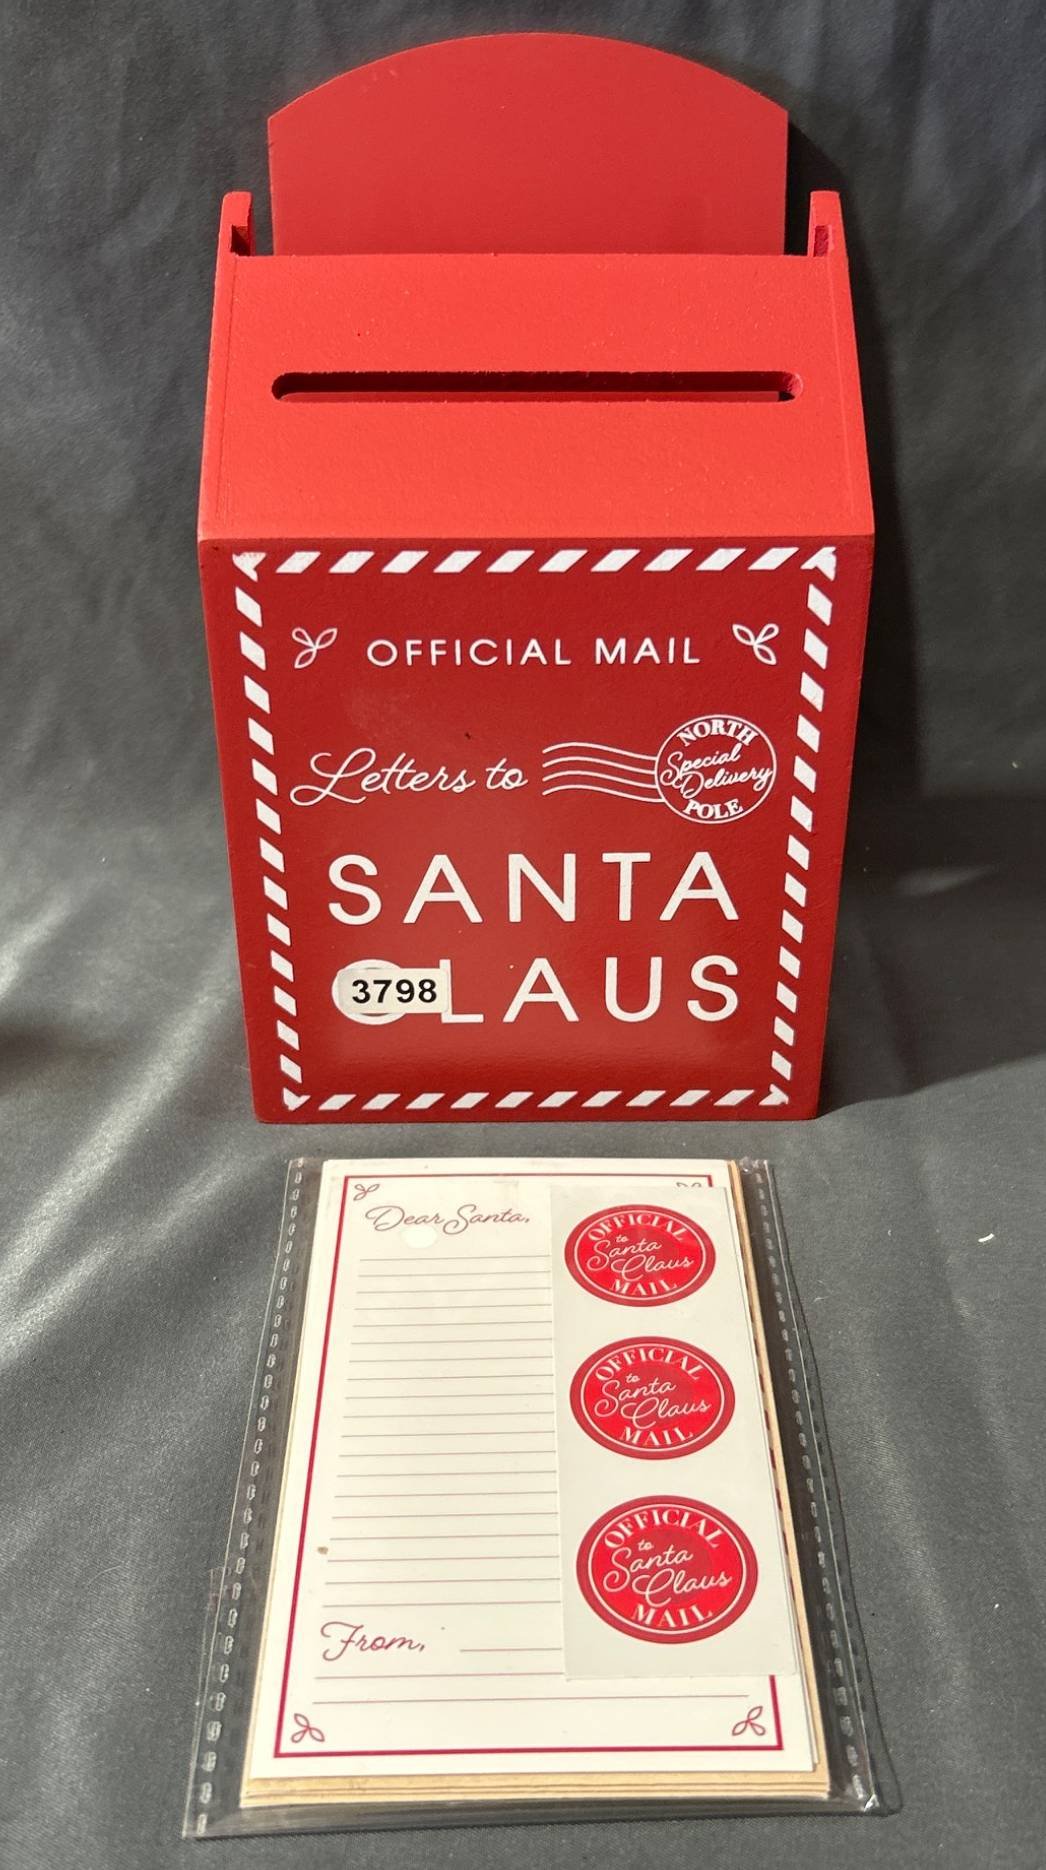 OFFICIAL MAIL
Letters to
NORTH
Special
Delivery
POLE
SANTA
3798 LAUS
Dear Santa,
OFFICIAL
to
Santa
Claus
MAIL
OFFICIAL
to
Santa
Claus
MAIL
OFFICIAL
to
Santa
Claus
MAIL
From,